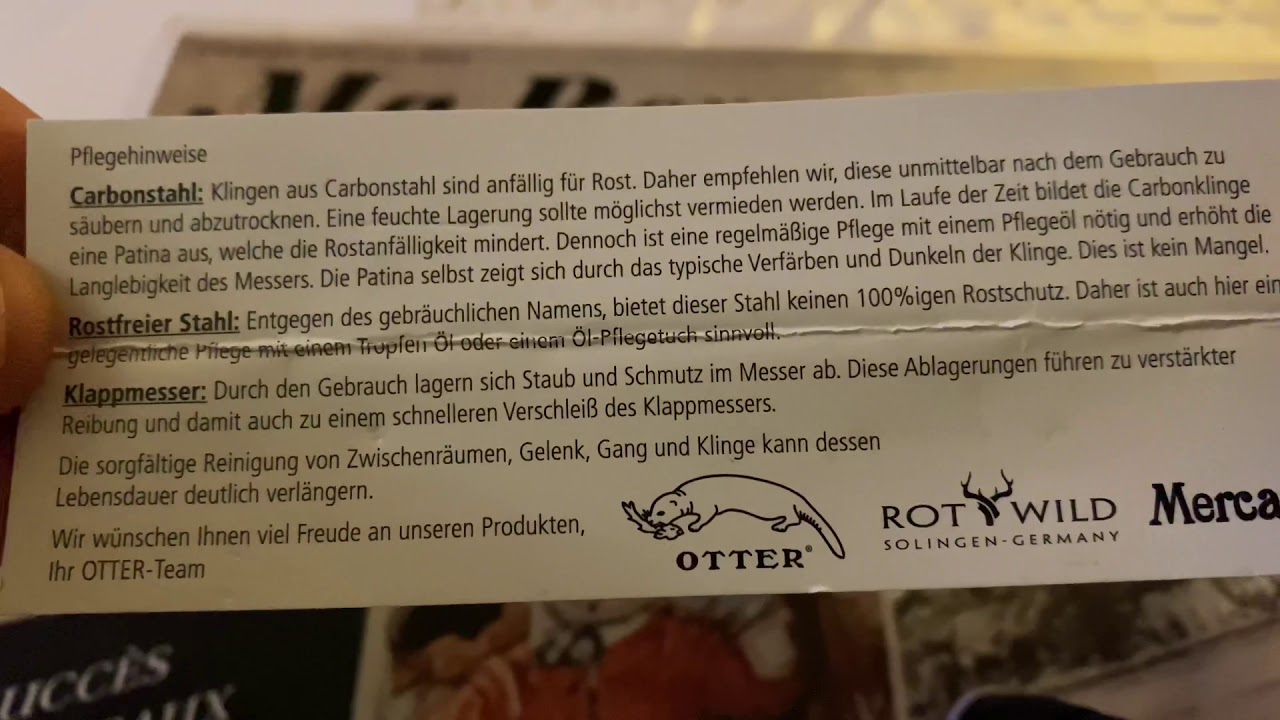 Pflegehinweise
Carbonstahl: Klingen aus Carbonstahl sind anfällig für Rost. Daher empfehlen wir, diese unmittelbar nach dem Gebrauch zu
säubern und abzutrocknen. Eine feuchte Lagerung sollte möglichst vermieden werden. Im Laufe der Zeit bildet die Carbonklinge
eine Patina aus, welche die Rostanfälligkeit mindert. Dennoch ist eine regelmäßige Pflege mit einem Pflegeöl nötig und erhöht die
Langlebigkeit des Messers. Die Patina selbst zeigt sich durch das typische Verfärben und Dunkeln der Klinge. Dies ist kein Mangel.
Rostfreier Stahl: Entgegen des gebräuchlichen Namens, bietet dieser Stahl keinen 100%igen Rostschutz. Daher ist auch hier ein
gelegentliche Pflege mit einem Tropfen Öl oder einem Öl-Pflegetuch sinnvoll.
Klappmesser: Durch den Gebrauch lagern sich Staub und Schmutz im Messer ab. Diese Ablagerungen führen zu verstärkter
Reibung und damit auch zu einem schnelleren Verschleiß des Klappmessers.
Die sorgfältige Reinigung von Zwischenräumen, Gelenk, Gang und Klinge kann dessen
Lebensdauer deutlich verlängern.
Wir wünschen Ihnen viel Freude an unseren Produkten,
Ihr OTTER-Team
OTTER®
ROT WILD
SOLINGEN-GERMANY
Merca
UCCÈS